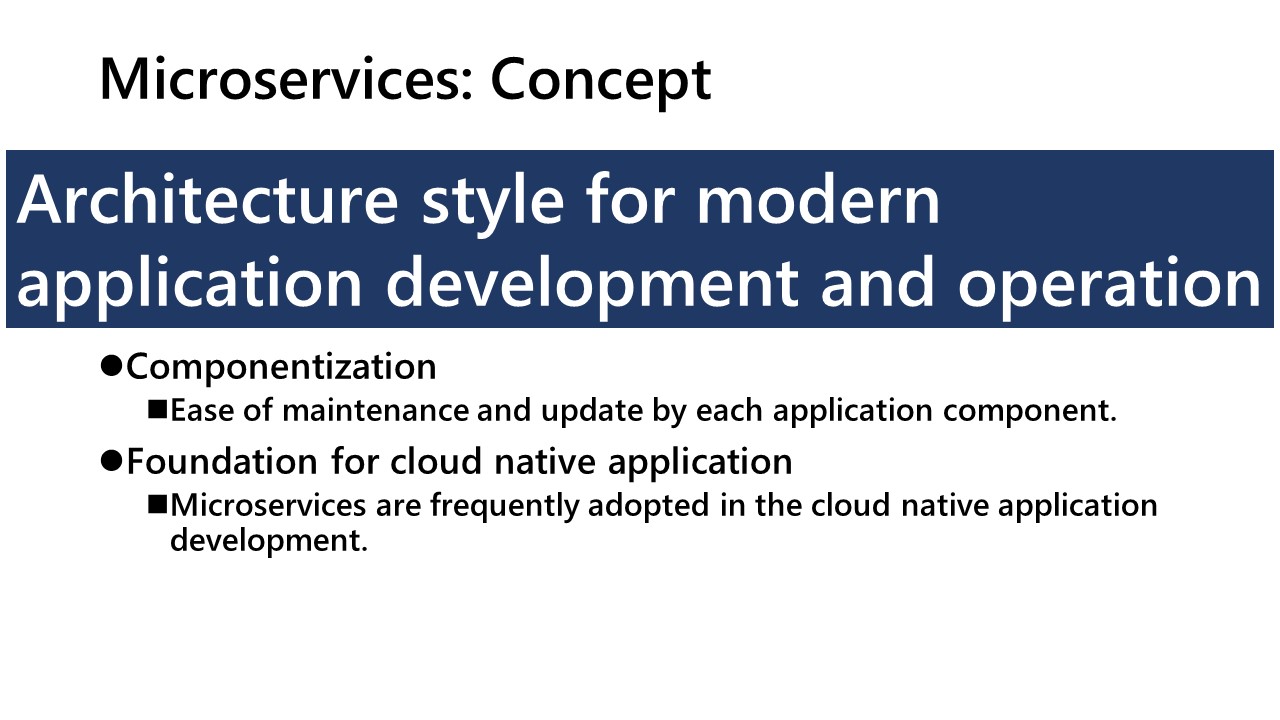 Microservices: Concept
Architecture style for modern
application development and operation
●Componentization
■Ease of maintenance and update by each application component.
●Foundation for cloud native application
■Microservices are frequently adopted in the cloud native application
development.